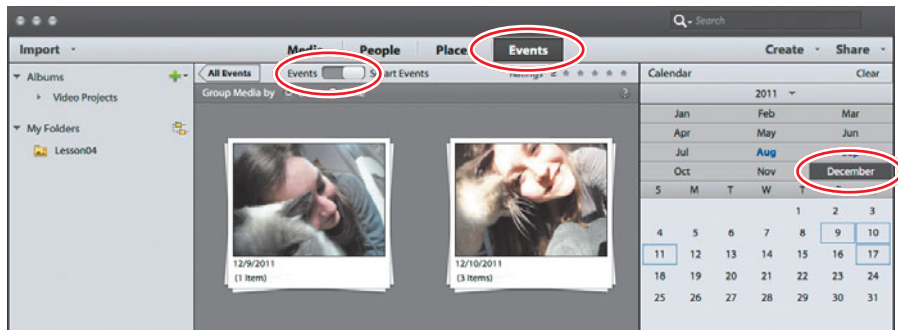 Search
Import Media People Places Events Create Share
Albums
Video Projects
My Folders
Lesson04
All Events Events Smart Events Ratings
Group Media by
?
12/9/2011
(1 Item)
12/10/2011
(3 Items)
Calendar Clear
2011
Jan Feb Mar
Apr May Jun
Jul Aug Sep
Oct Nov December
S M T W T
1 2 3
4 5 6 7 8 9 10
11 12 13 14 15 16 17
18 19 20 21 22 23 24
25 26 27 28 29 30 31